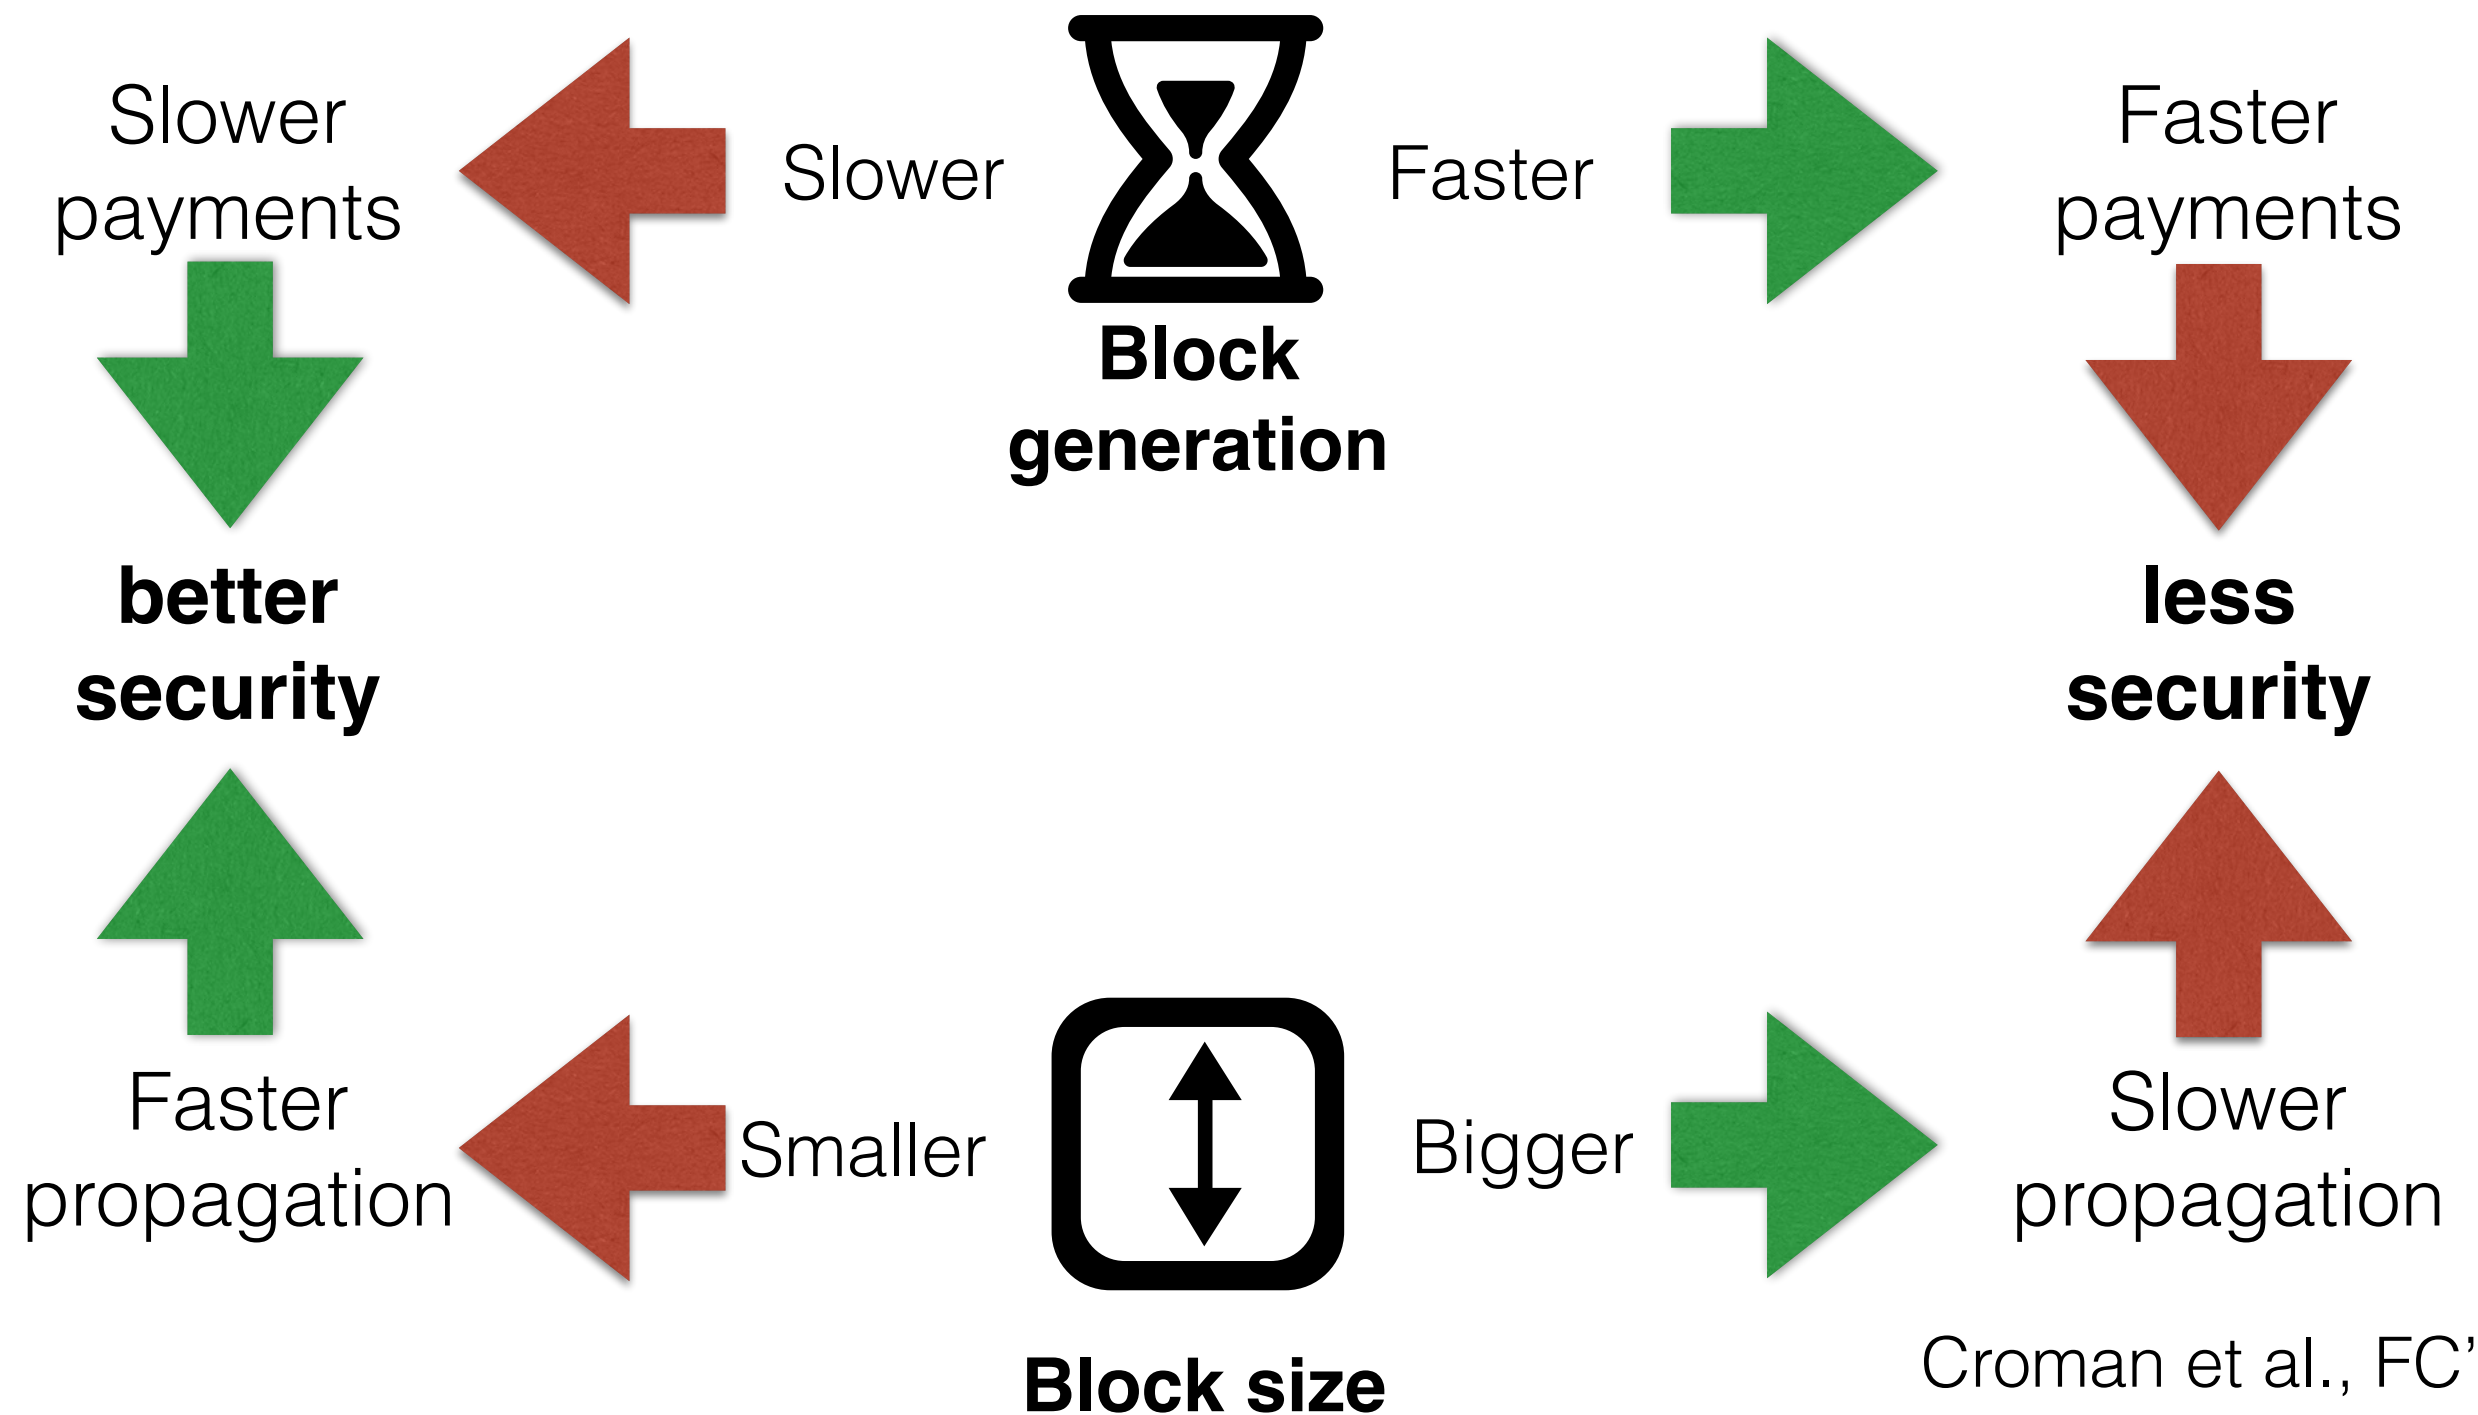 Slower
payments
Slower
Faster
Faster
payments
Block
generation
better
security
less
security
Faster
propagation
Smaller
Bigger
Slower
propagation
Block size
Croman et al., FC’